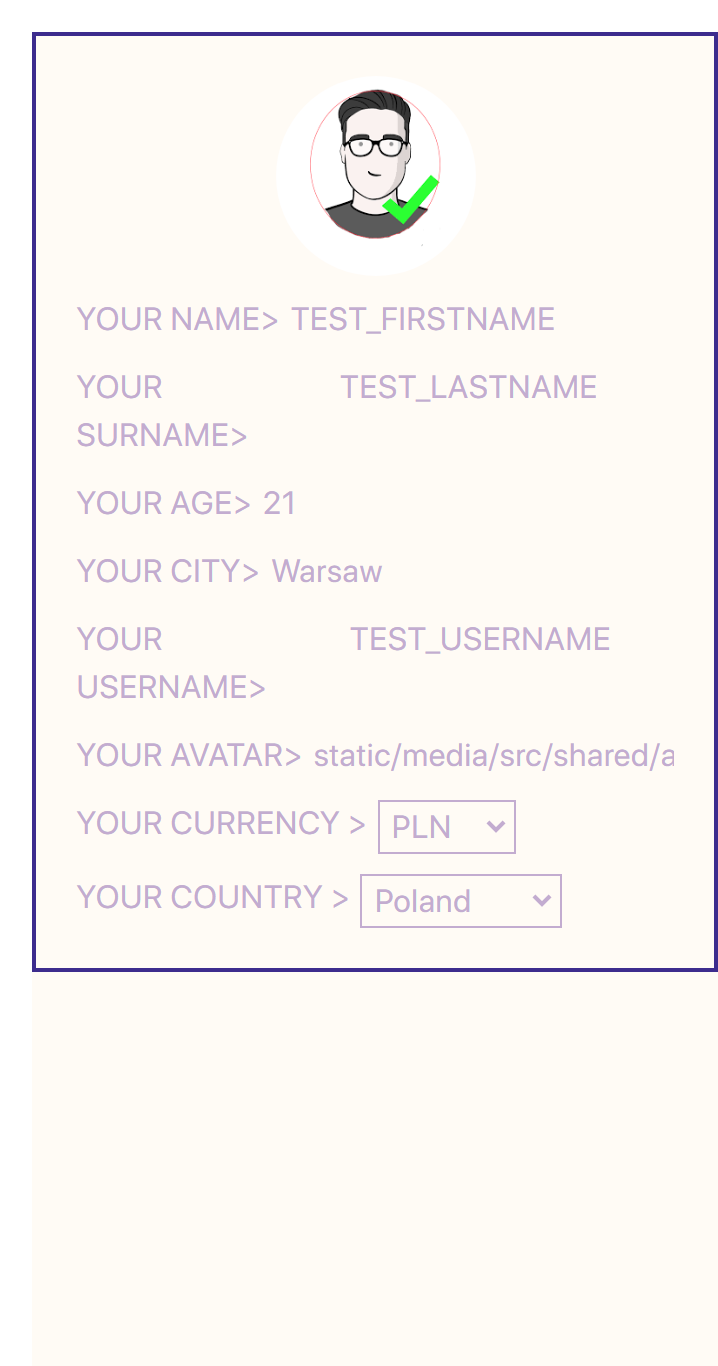 YOUR NAME> TEST_FIRSTNAME
YOUR TEST_LASTNAME
SURNAME>
YOUR AGE> 21
YOUR CITY> Warsaw
YOUR TEST_USERNAME
USERNAME>
YOUR AVATAR> static/media/src/shared/a
YOUR CURRENCY > PLN
YOUR COUNTRY > Poland